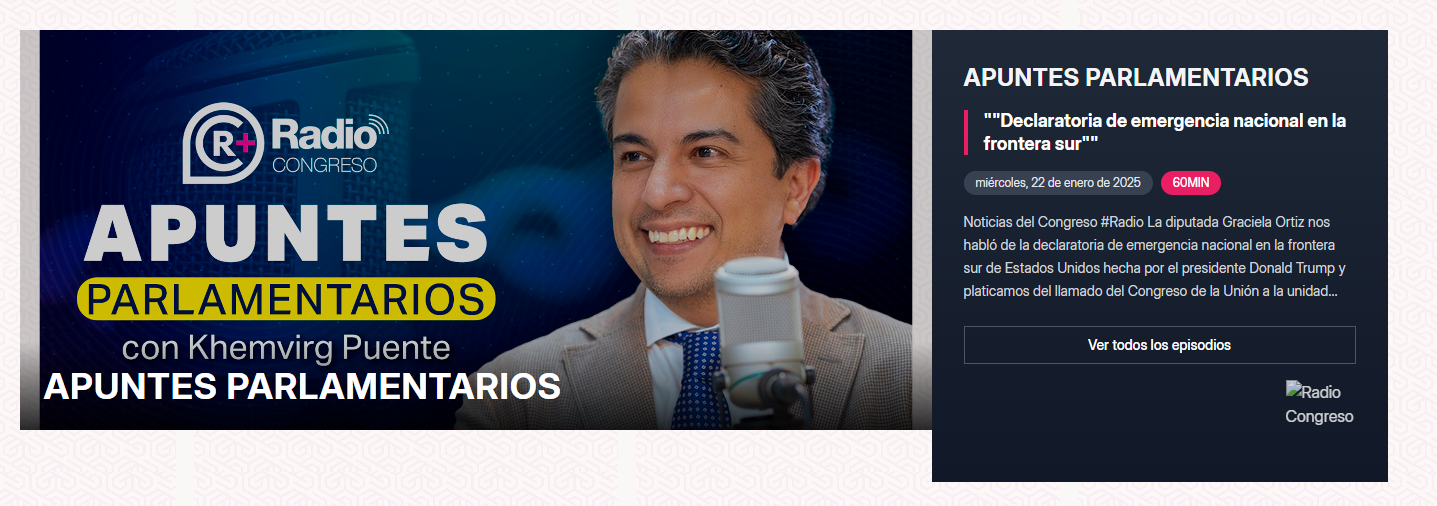 R+ Radio
CONGRESO
APUNTES
PARLAMENTARIOS
con Khemvirg Puente
APUNTES PARLAMENTARIOS
APUNTES PARLAMENTARIOS
""Declaratoria de emergencia nacional en la
frontera sur""
miércoles, 22 de enero de 2025 60MIN
Noticias del Congreso #Radio La diputada Graciela Ortiz nos
habló de la declaratoria de emergencia nacional en la frontera
sur de Estados Unidos hecha por el presidente Donald Trump y
platicamos del llamado del Congreso de la Unión a la unidad...
Ver todos los episodios
Radio
Congreso